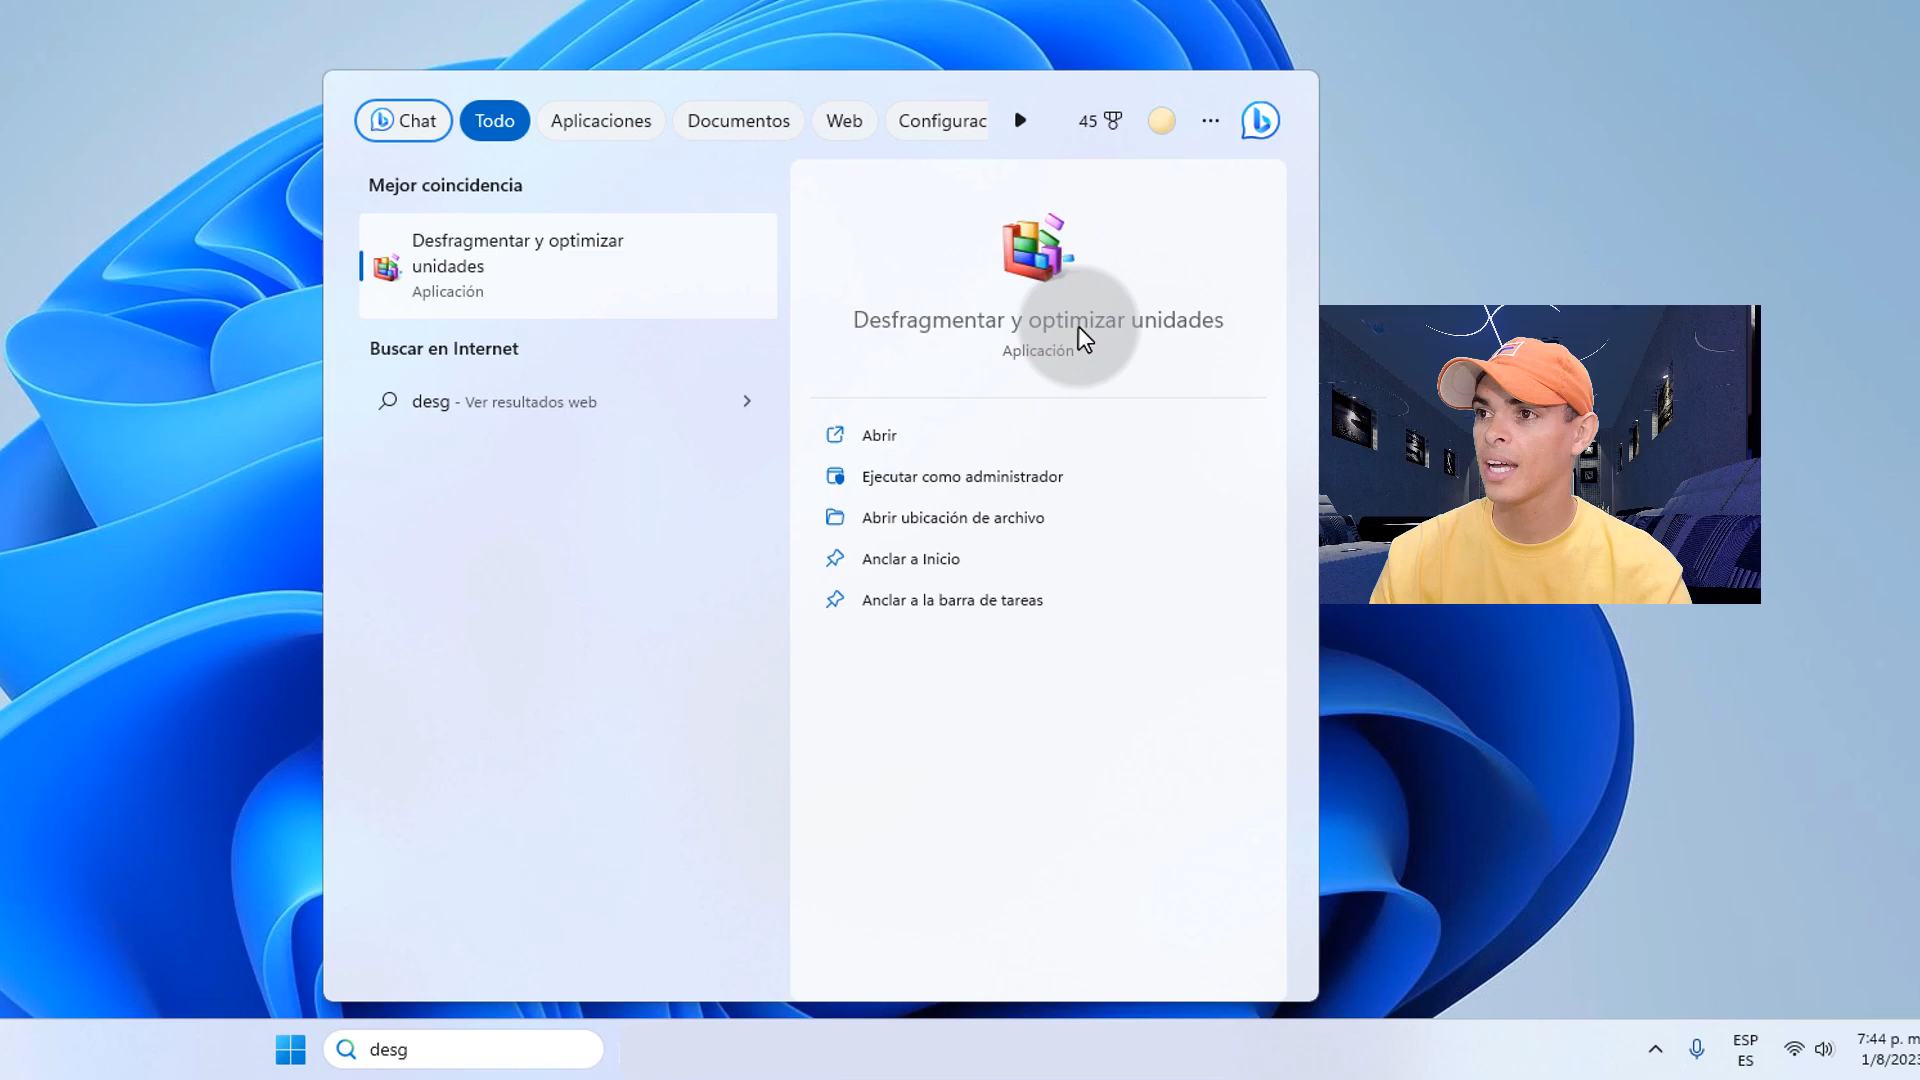 Chat
Todo
Aplicaciones
Documentos
Web
Configurac
45
Mejor coincidencia
Desfragmentar y optimizar
unidades
Aplicación
Buscar en Internet
desg - Ver resultados web
Desfragmentar y optimizar unidades
Aplicación
Abrir
Ejecutar como administrador
Abrir ubicación de archivo
Anclar a Inicio
Anclar a la barra de tareas
desg
ESP
ES
7:44 p. m
1/8/2023